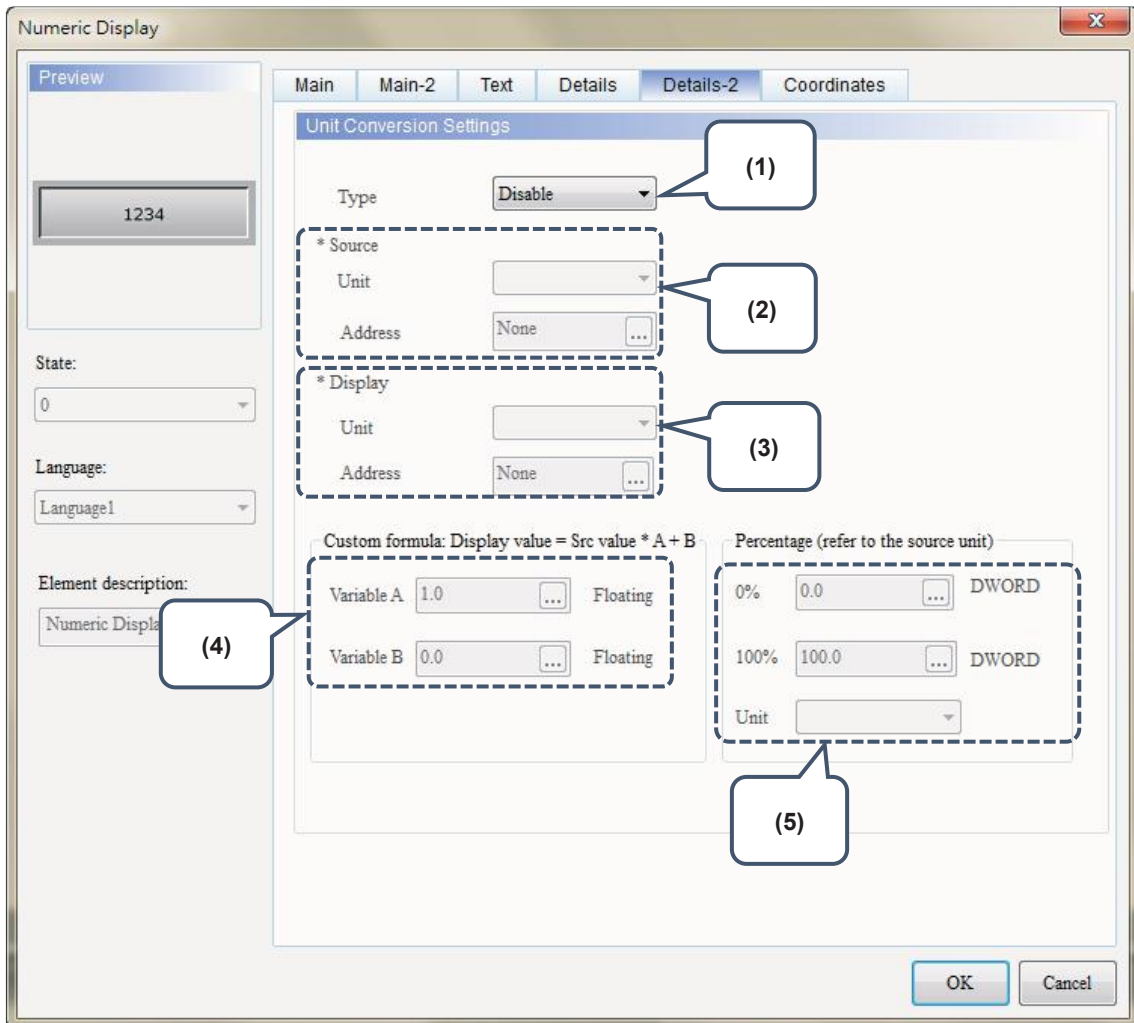 Numeric Display
Preview
1234
State:
0
Language:
Language1
Element description:
Numeric Displa
Main Main-2 Text Details Details-2 Coordinates
Unit Conversion Settings
Type Disable
(1)
* Source
Unit
Address None ...
(2)
* Display
Unit
Address None ...
(3)
Custom formula: Display value = Src value * A + B
Variable A 1.0 ... Floating
Variable B 0.0 ... Floating
(4)
Percentage (refer to the source unit)
0% 0.0 ... DWORD
100% 100.0 ... DWORD
Unit
(5)
OK Cancel